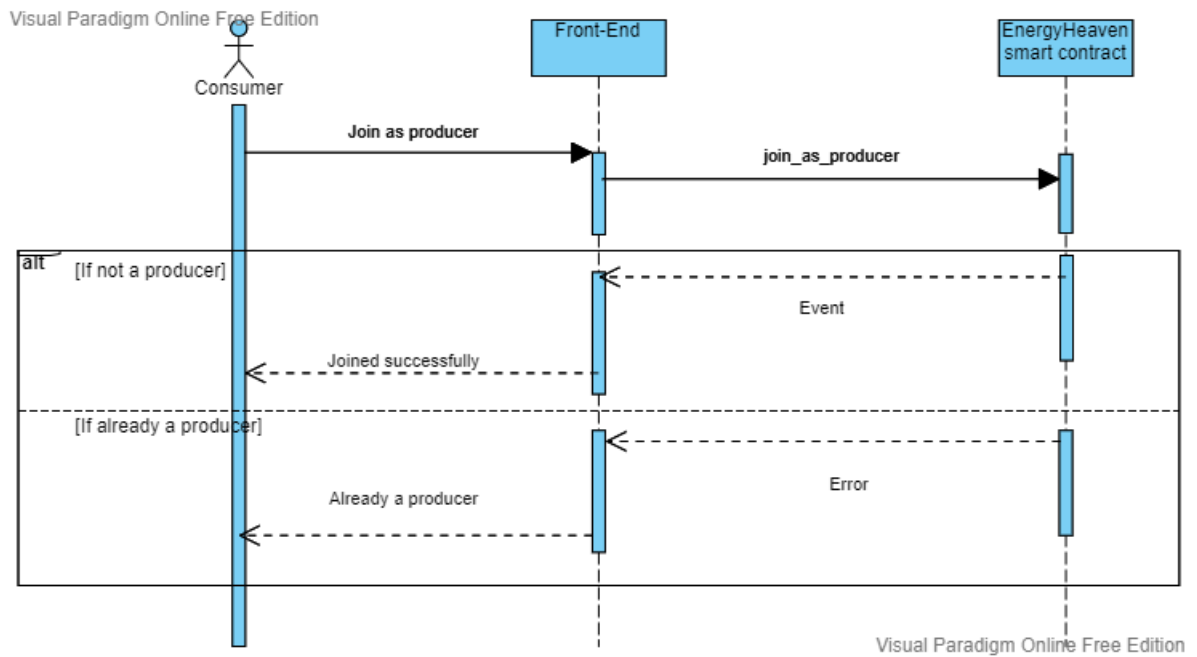 Visual Paradigm Online Free Edition
Front-End
EnergyHeaven
smart contract
Consumer
Join as producer
join_as_producer
alt
[If not a producer]
Event
Joined successfully
[If already a producer]
Error
Already a producer
Visual Paradigm Online Free Edition